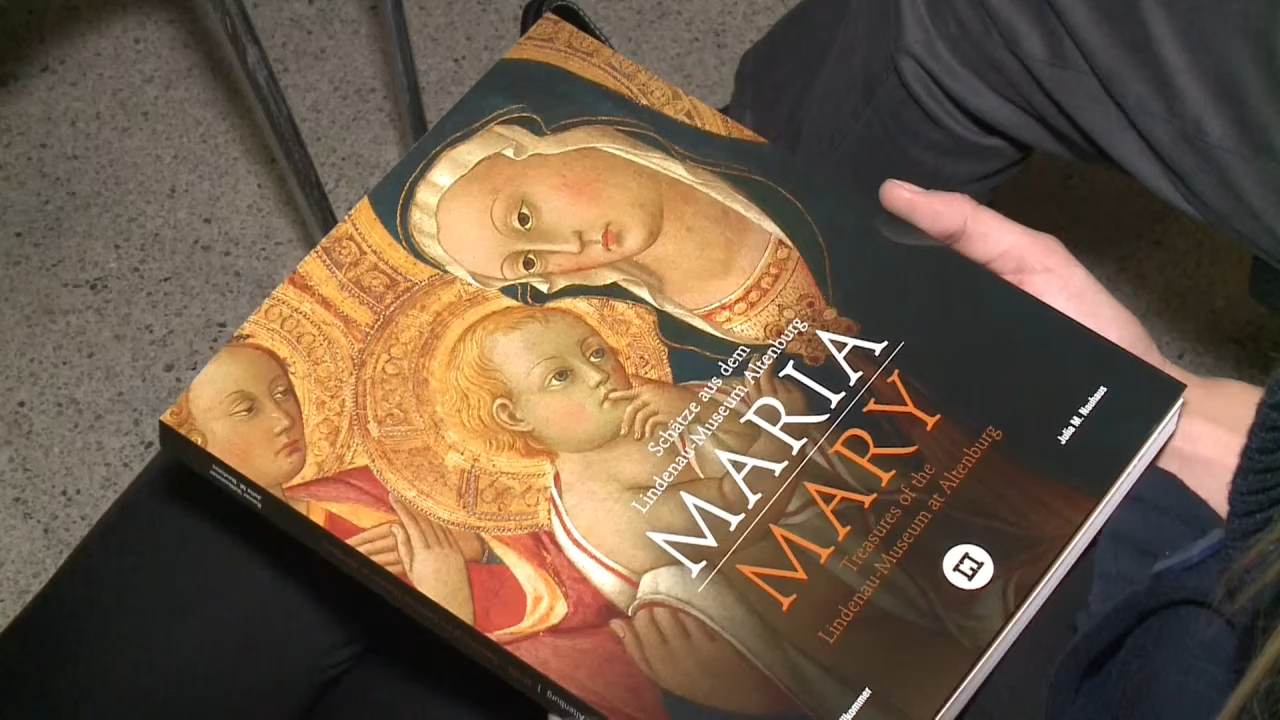 Schätze aus dem
Lindenau-Museum Altenburg
MARIA
MARY
Treasures of the
Lindenau-Museum at Altenburg
Julia M. Nauhaus